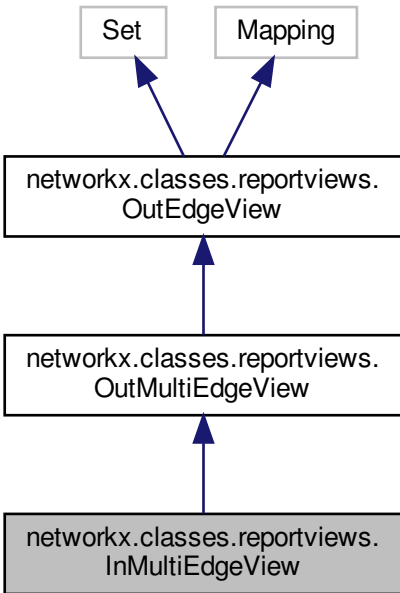 Set
Mapping
networkx.classes.reportviews.
OutEdgeView
networkx.classes.reportviews.
OutMultiEdgeView
networkx.classes.reportviews.
InMultiEdgeView